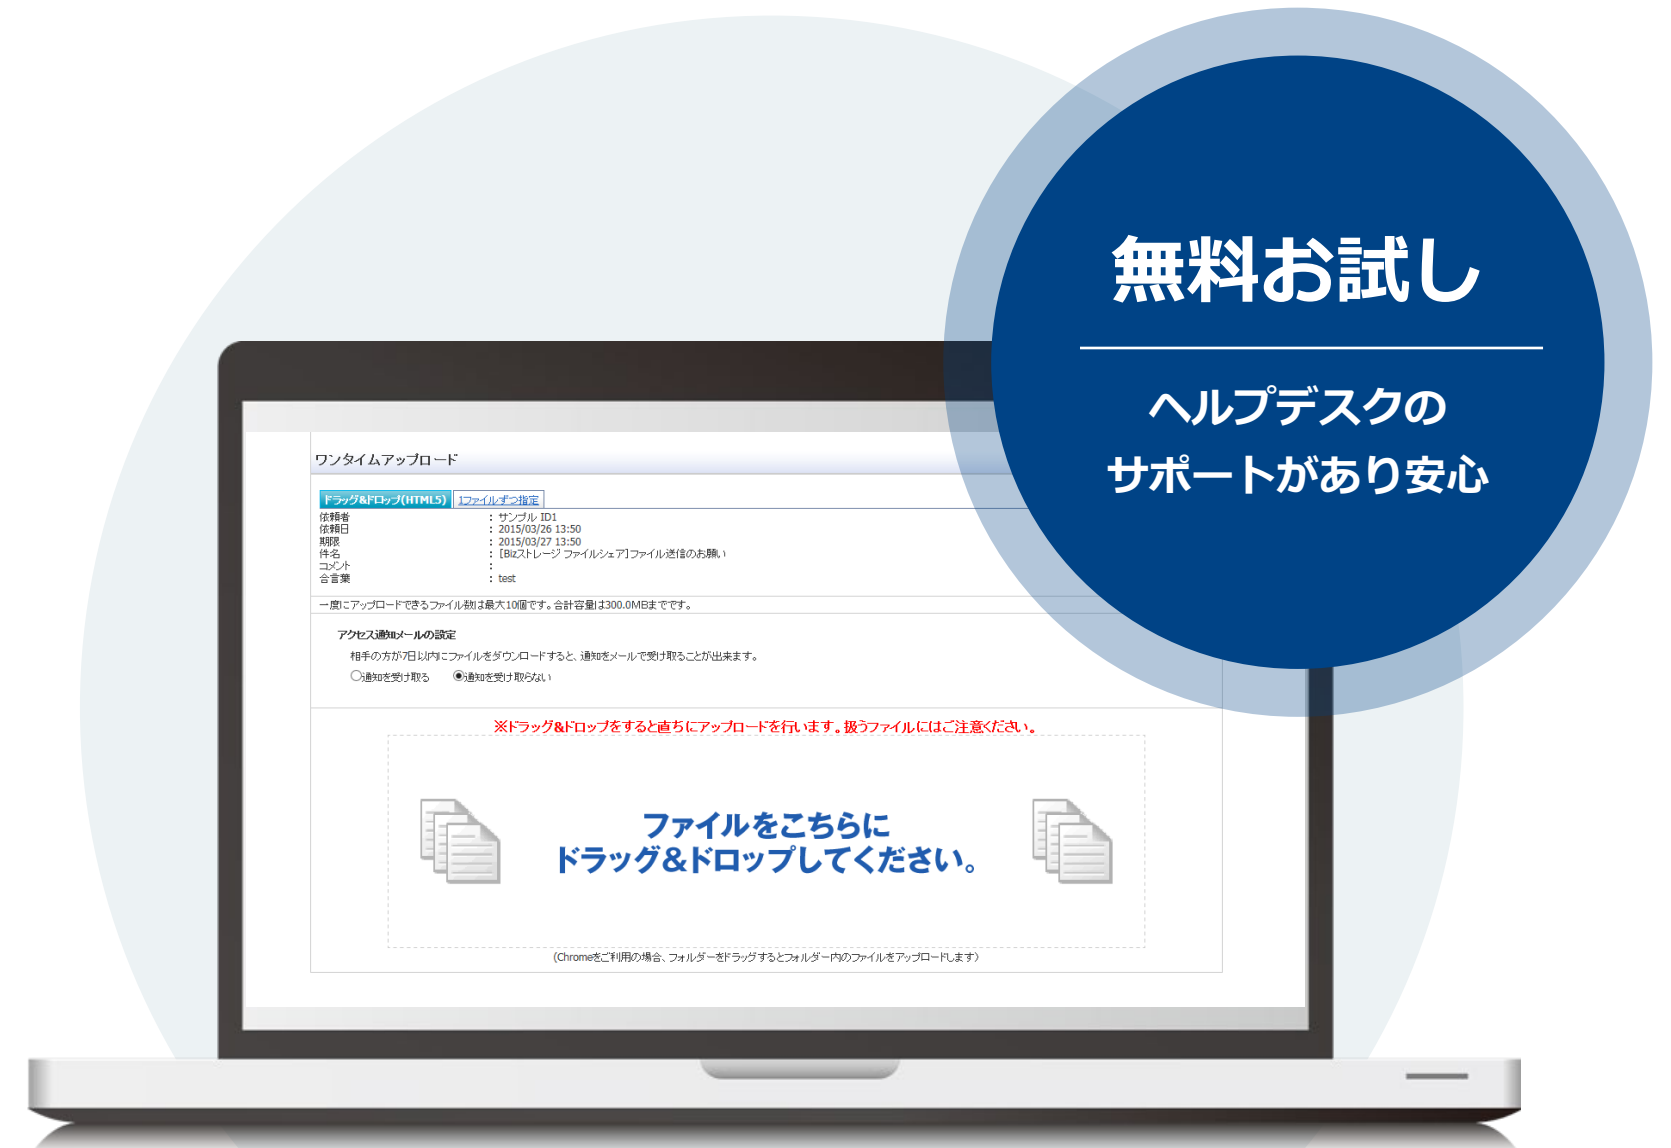 無料お試し
ヘルプデスクの
サポートがあり安心
ワンタイムアップロード
ドラッグ&ドロップ(HTML5) 1ファイルずつ指定
依頼者 : サンプル ID1
依頼日 : 2015/03/26 13:50
期限 : 2015/03/27 13:50
件名 : [Bizストレージ ファイルシェア]ファイル送信のお願い
コメント :
合言葉 : test
一度にアップロードできるファイル数は最大10個です。合計容量は300.0MBまでです。
アクセス通知メールの設定
相手の方が7日以内にファイルをダウンロードすると、通知をメールで受け取ることが出来ます。
通知を受け取る 通知を受け取らない
※ドラッグ&ドロップをすると直ちにアップロードを行います。扱うファイルにはご注意ください。
ファイルをこちらに
ドラッグ&ドロップしてください。
(Chromeをご利用の場合、フォルダーをドラッグするとフォルダー内のファイルをアップロードします)